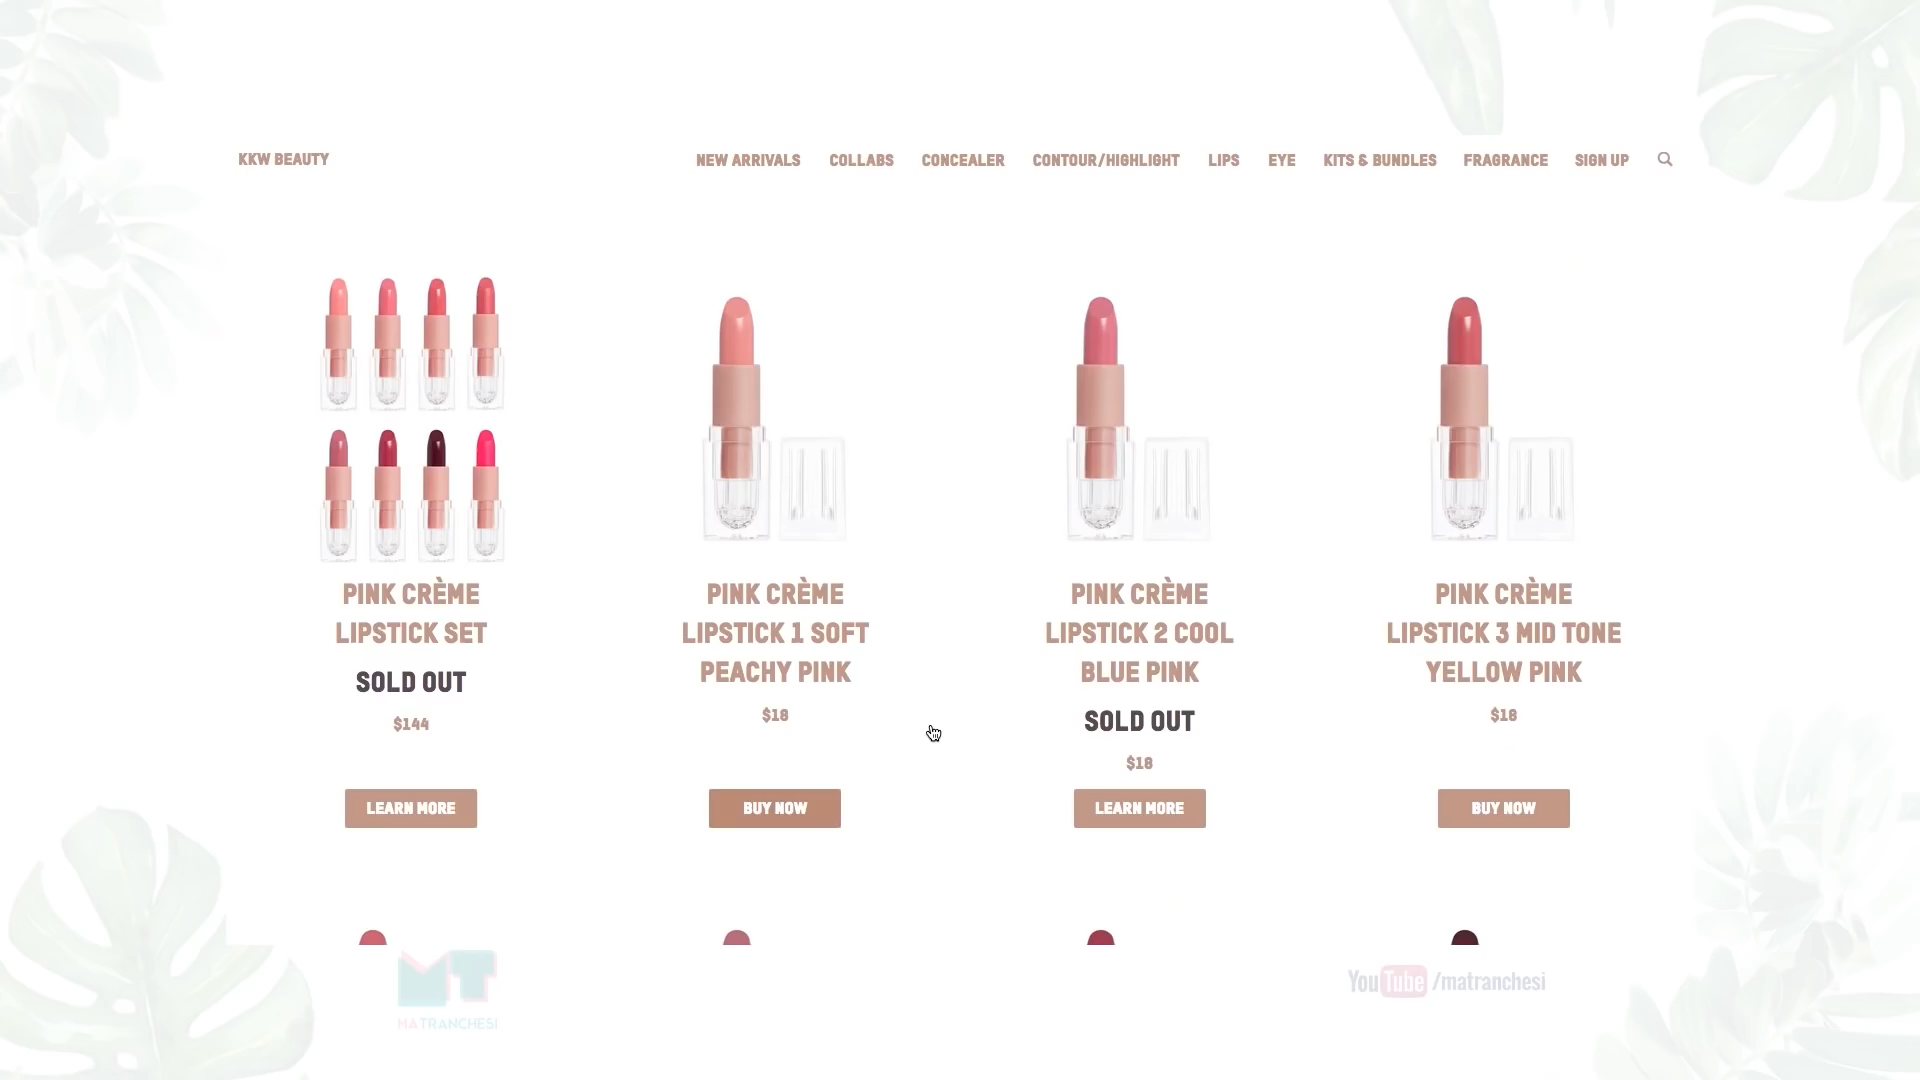 KKW BEAUTY
NEW ARRIVALS COLLABS CONCEALER CONTOUR/HIGHLIGHT LIPS EYE KITS & BUNDLES FRAGRANCE SIGN UP
PINK CRÈME
LIPSTICK SET
SOLD OUT
$144
LEARN MORE
PINK CRÈME
LIPSTICK 1 SOFT
PEACHY PINK
$18
BUY NOW
PINK CRÈME
LIPSTICK 2 COOL
BLUE PINK
SOLD OUT
$18
LEARN MORE
PINK CRÈME
LIPSTICK 3 MID TONE
YELLOW PINK
$18
BUY NOW
MT
MATRANCHESI
YouTube /matranchesi